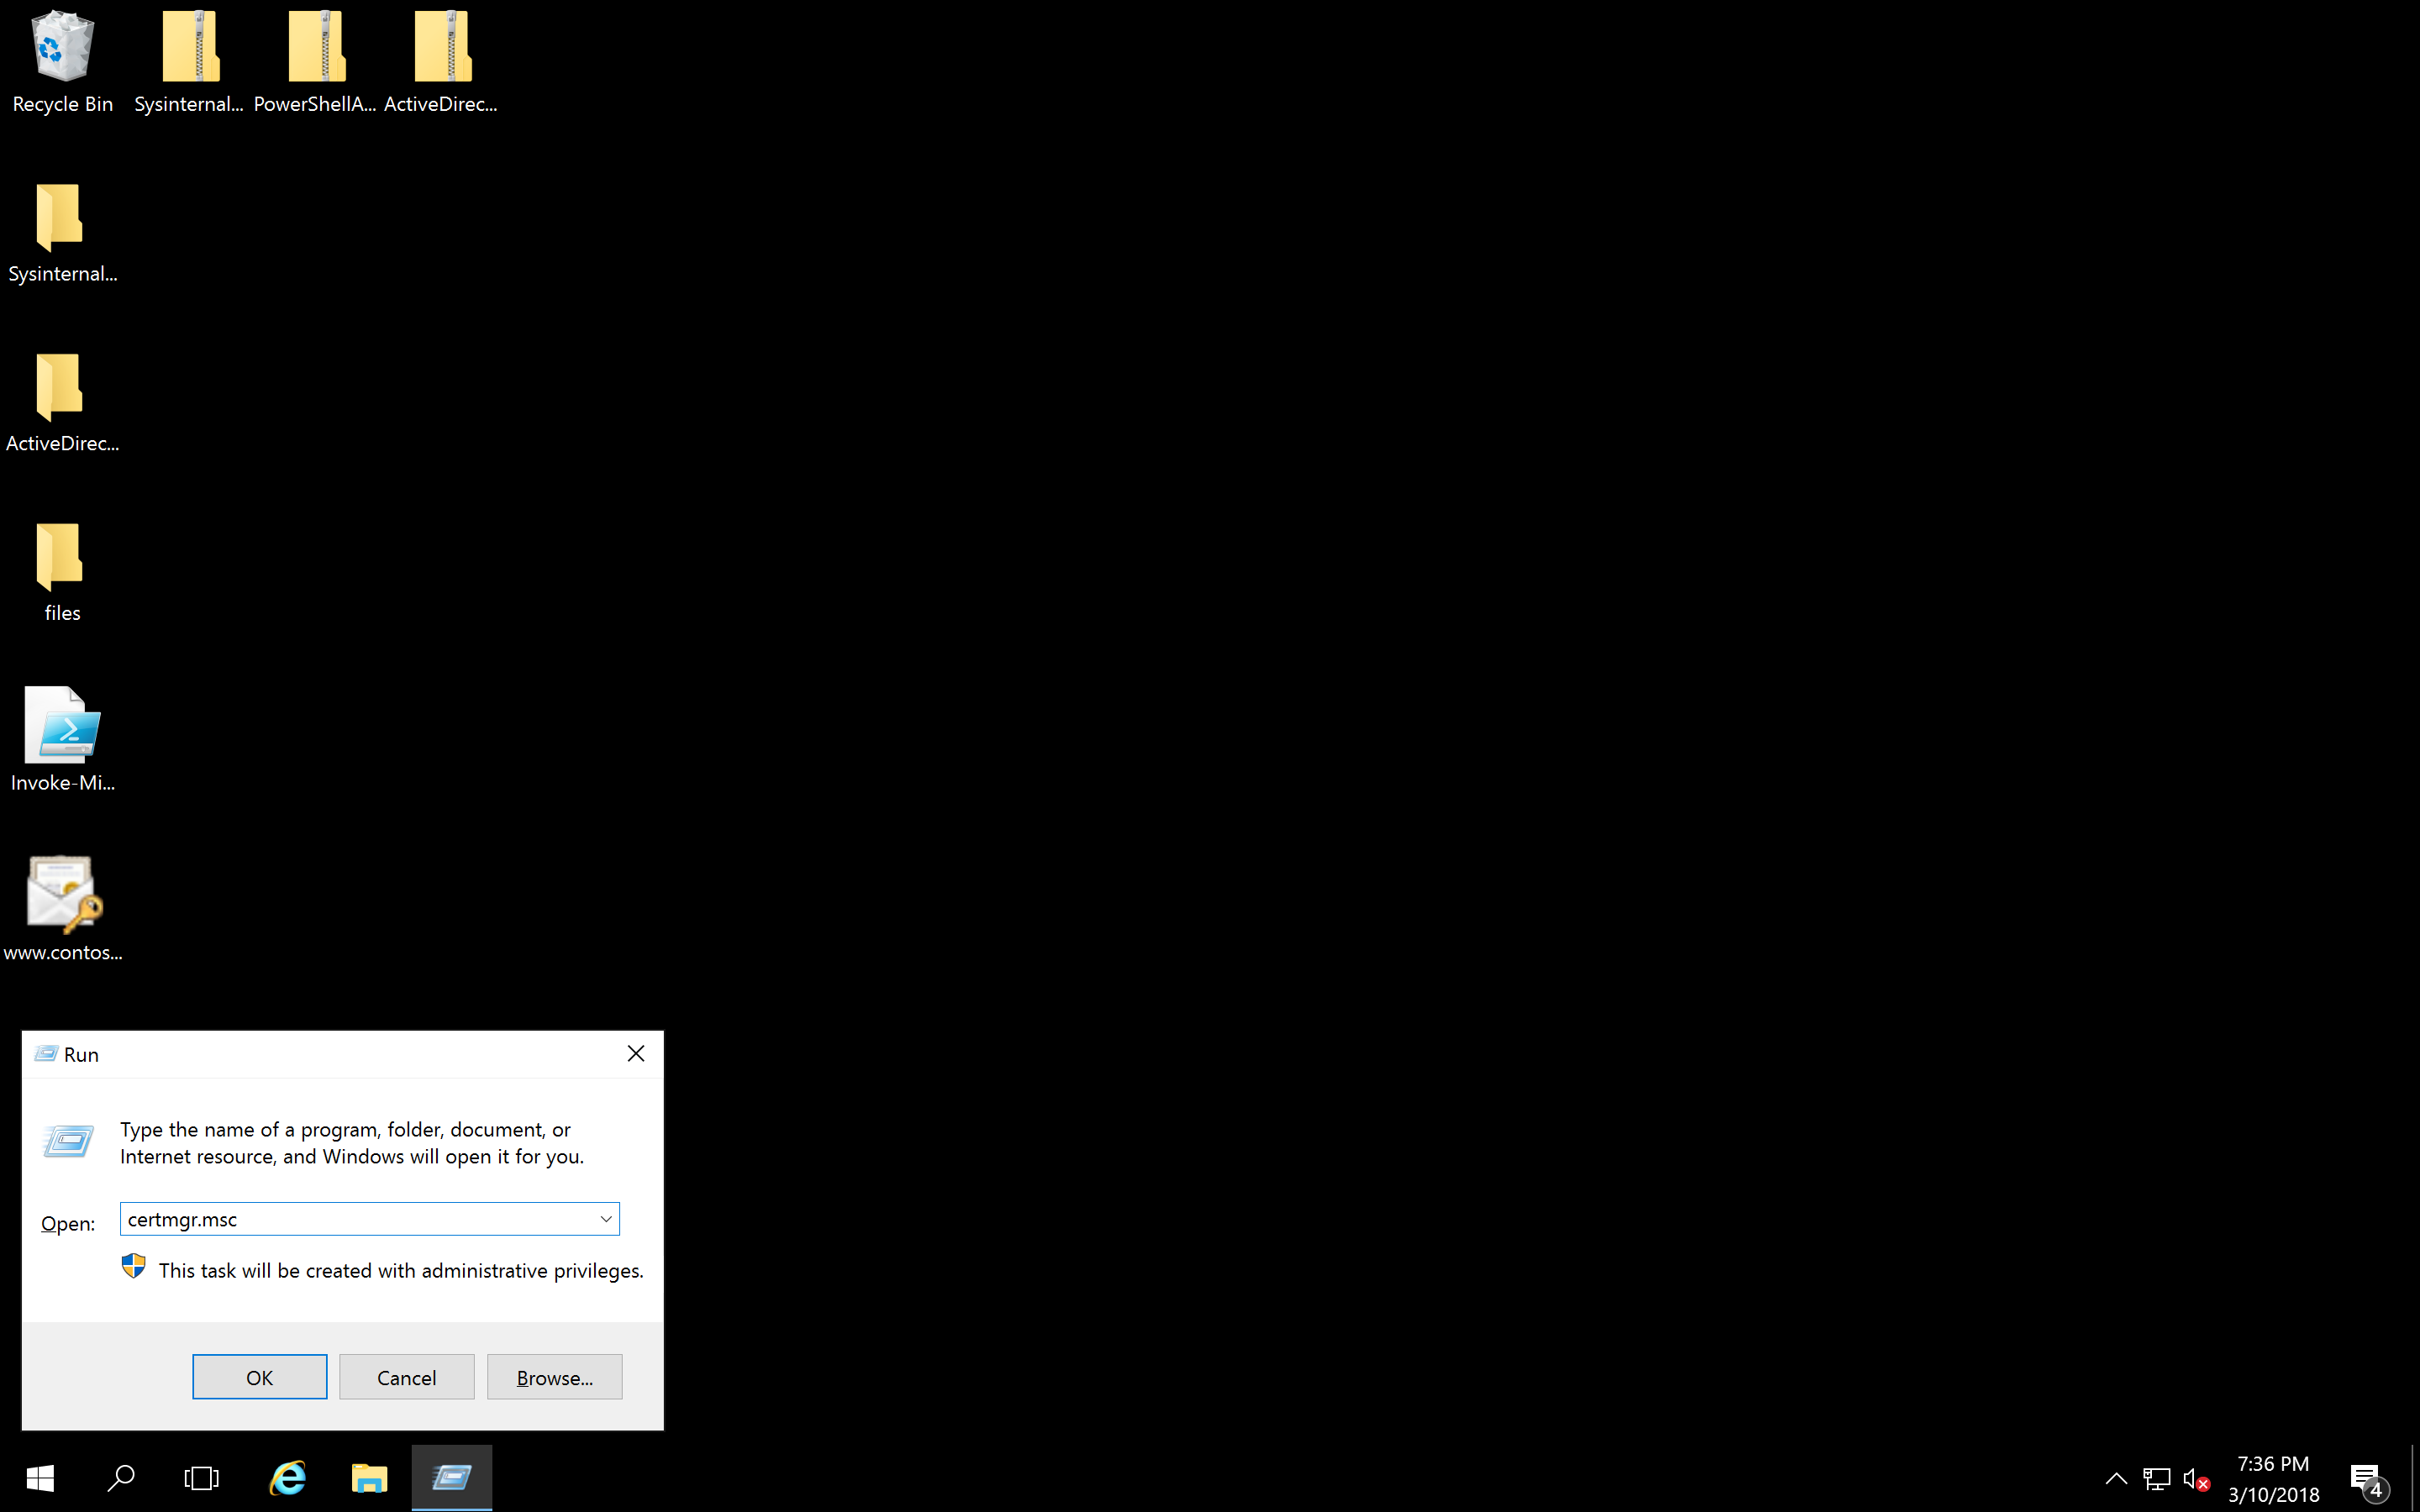 Recycle Bin
Sysinternal...
PowerShellA...
ActiveDirec...
Sysinternal...
ActiveDirec...
files
Invoke-Mi...
www.contos...
Run
Type the name of a program, folder, document, or
Internet resource, and Windows will open it for you.
Open:
certmgr.msc
This task will be created with administrative privileges.
OK
Cancel
Browse...
7:36 PM
3/10/2018
4